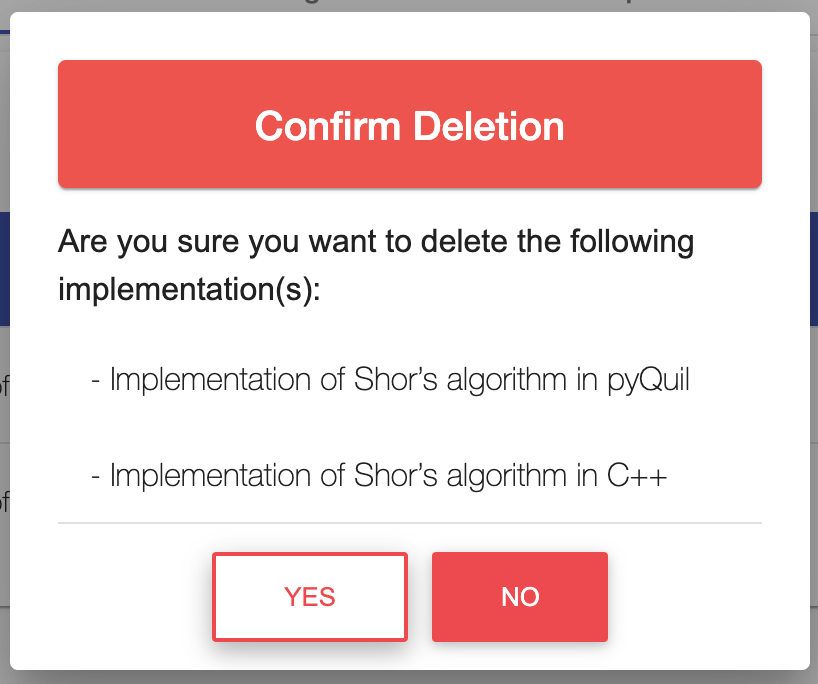 Confirm Deletion
Are you sure you want to delete the following
implementation(s):
- Implementation of Shor’s algorithm in pyQuil
- Implementation of Shor’s algorithm in C++
YES
NO